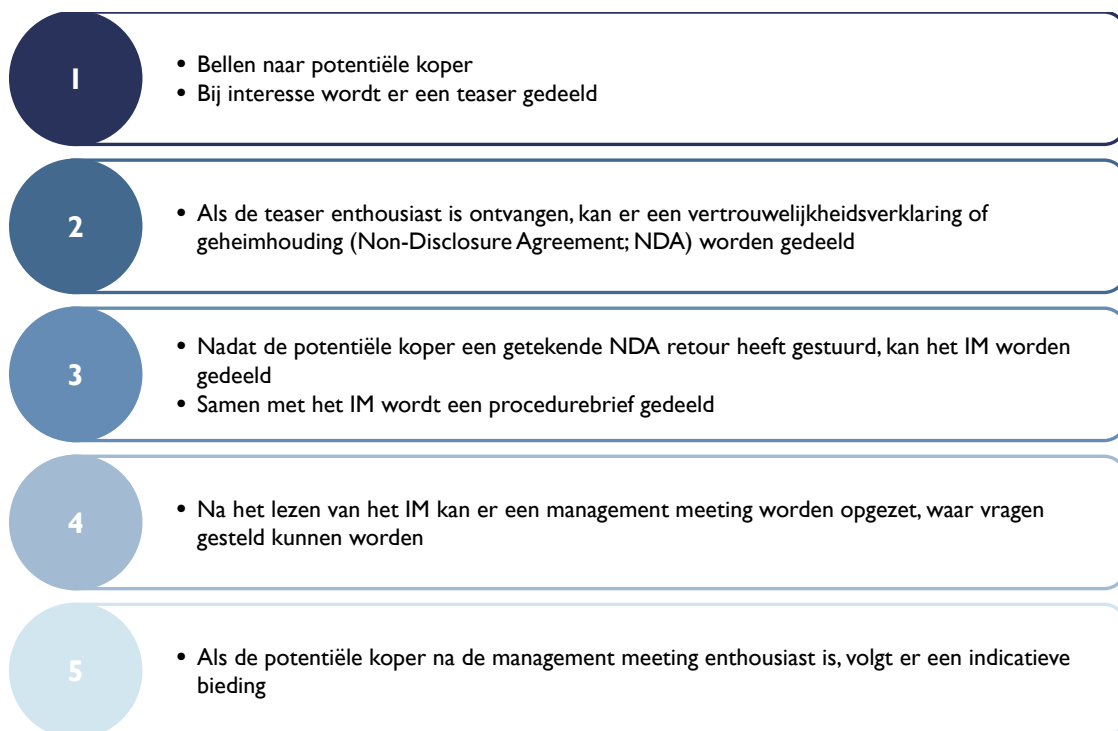 1
• Bellen naar potentiële koper
• Bij interesse wordt er een teaser gedeeld
2
• Als de teaser enthousiast is ontvangen, kan er een vertrouwelijkheidsverklaring of
geheimhouding (Non-Disclosure Agreement; NDA) worden gedeeld
3
• Nadat de potentiële koper een getekende NDA retour heeft gestuurd, kan het IM worden
gedeeld
• Samen met het IM wordt een procedurebrief gedeeld
4
• Na het lezen van het IM kan er een management meeting worden opgezet, waar vragen
gesteld kunnen worden
5
• Als de potentiële koper na de management meeting enthousiast is, volgt er een indicatieve
bieding